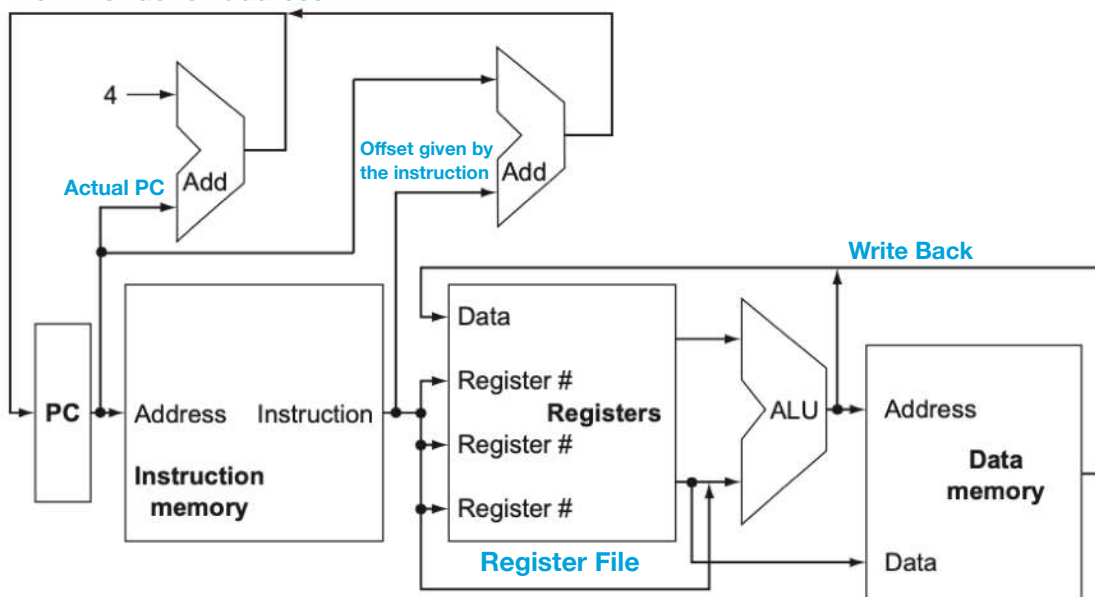 4
Add
Actual PC
Offset given by
the instruction
Add
Write Back
PC
Address
Instruction
Instruction
memory
Data
Register #
Registers
Register #
Register #
Register File
ALU
Address
Data
memory
Data